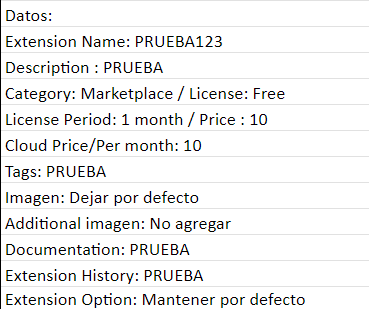 Datos:
Extension Name: PRUEBA123
Description : PRUEBA
Category: Marketplace / License: Free
License Period: 1 month / Price : 10
Cloud Price/Per month: 10
Tags: PRUEBA
Imagen: Dejar por defecto
Additional imagen: No agregar
Documentation: PRUEBA
Extension History: PRUEBA
Extension Option: Mantener por defecto